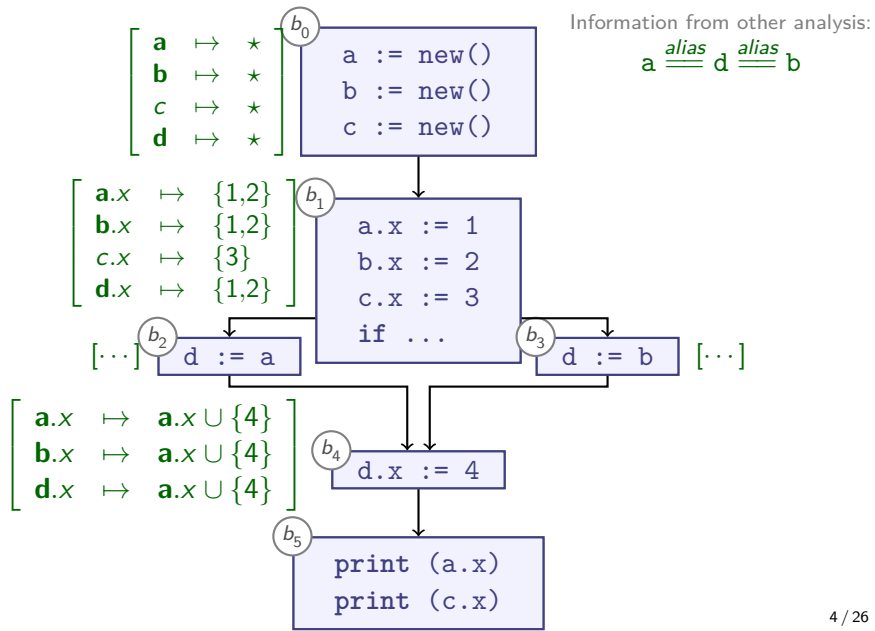 Information from other analysis:
a alias d alias b
b0
a := new()
b := new()
c := new()
a ↦ ⋆
b ↦ ⋆
c ↦ ⋆
d ↦ ⋆
b1
a.x := 1
b.x := 2
c.x := 3
if ...
a.x ↦ {1,2}
b.x ↦ {1,2}
c.x ↦ {3}
d.x ↦ {1,2}
[···]
b2
d := a
b3
d := b
[···]
a.x ↦ a.x ∪ {4}
b.x ↦ a.x ∪ {4}
d.x ↦ a.x ∪ {4}
b4
d.x := 4
b5
print (a.x)
print (c.x)
4 / 26